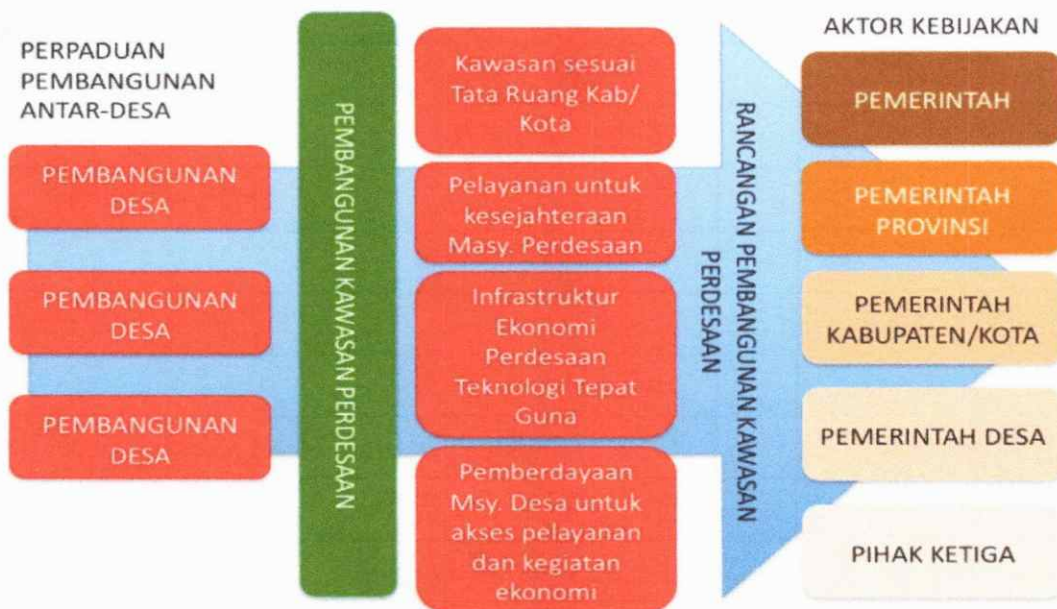 PERPADUAN
PEMBANGUNAN
ANTAR-DESA
PEMBANGUNAN
DESA
PEMBANGUNAN
DESA
PEMBANGUNAN
DESA
PEMBANGUNAN KAWASAN PERDESAAN
Kawasan sesuai
Tata Ruang Kab/
Kota
Pelayanan untuk
kesejahteraan
Masy. Perdesaan
Infrastruktur
Ekonomi
Perdesaan
Teknologi Tepat
Guna
Pemberdayaan
Msy. Desa untuk
akses pelayanan
dan kegiatan
ekonomi
RANCANGAN PEMBANGUNAN KAWASAN
PERDESAAN
AKTOR KEBIJAKAN
PEMERINTAH
PEMERINTAH
PROVINSI
PEMERINTAH
KABUPATEN/KOTA
PEMERINTAH DESA
PIHAK KETIGA